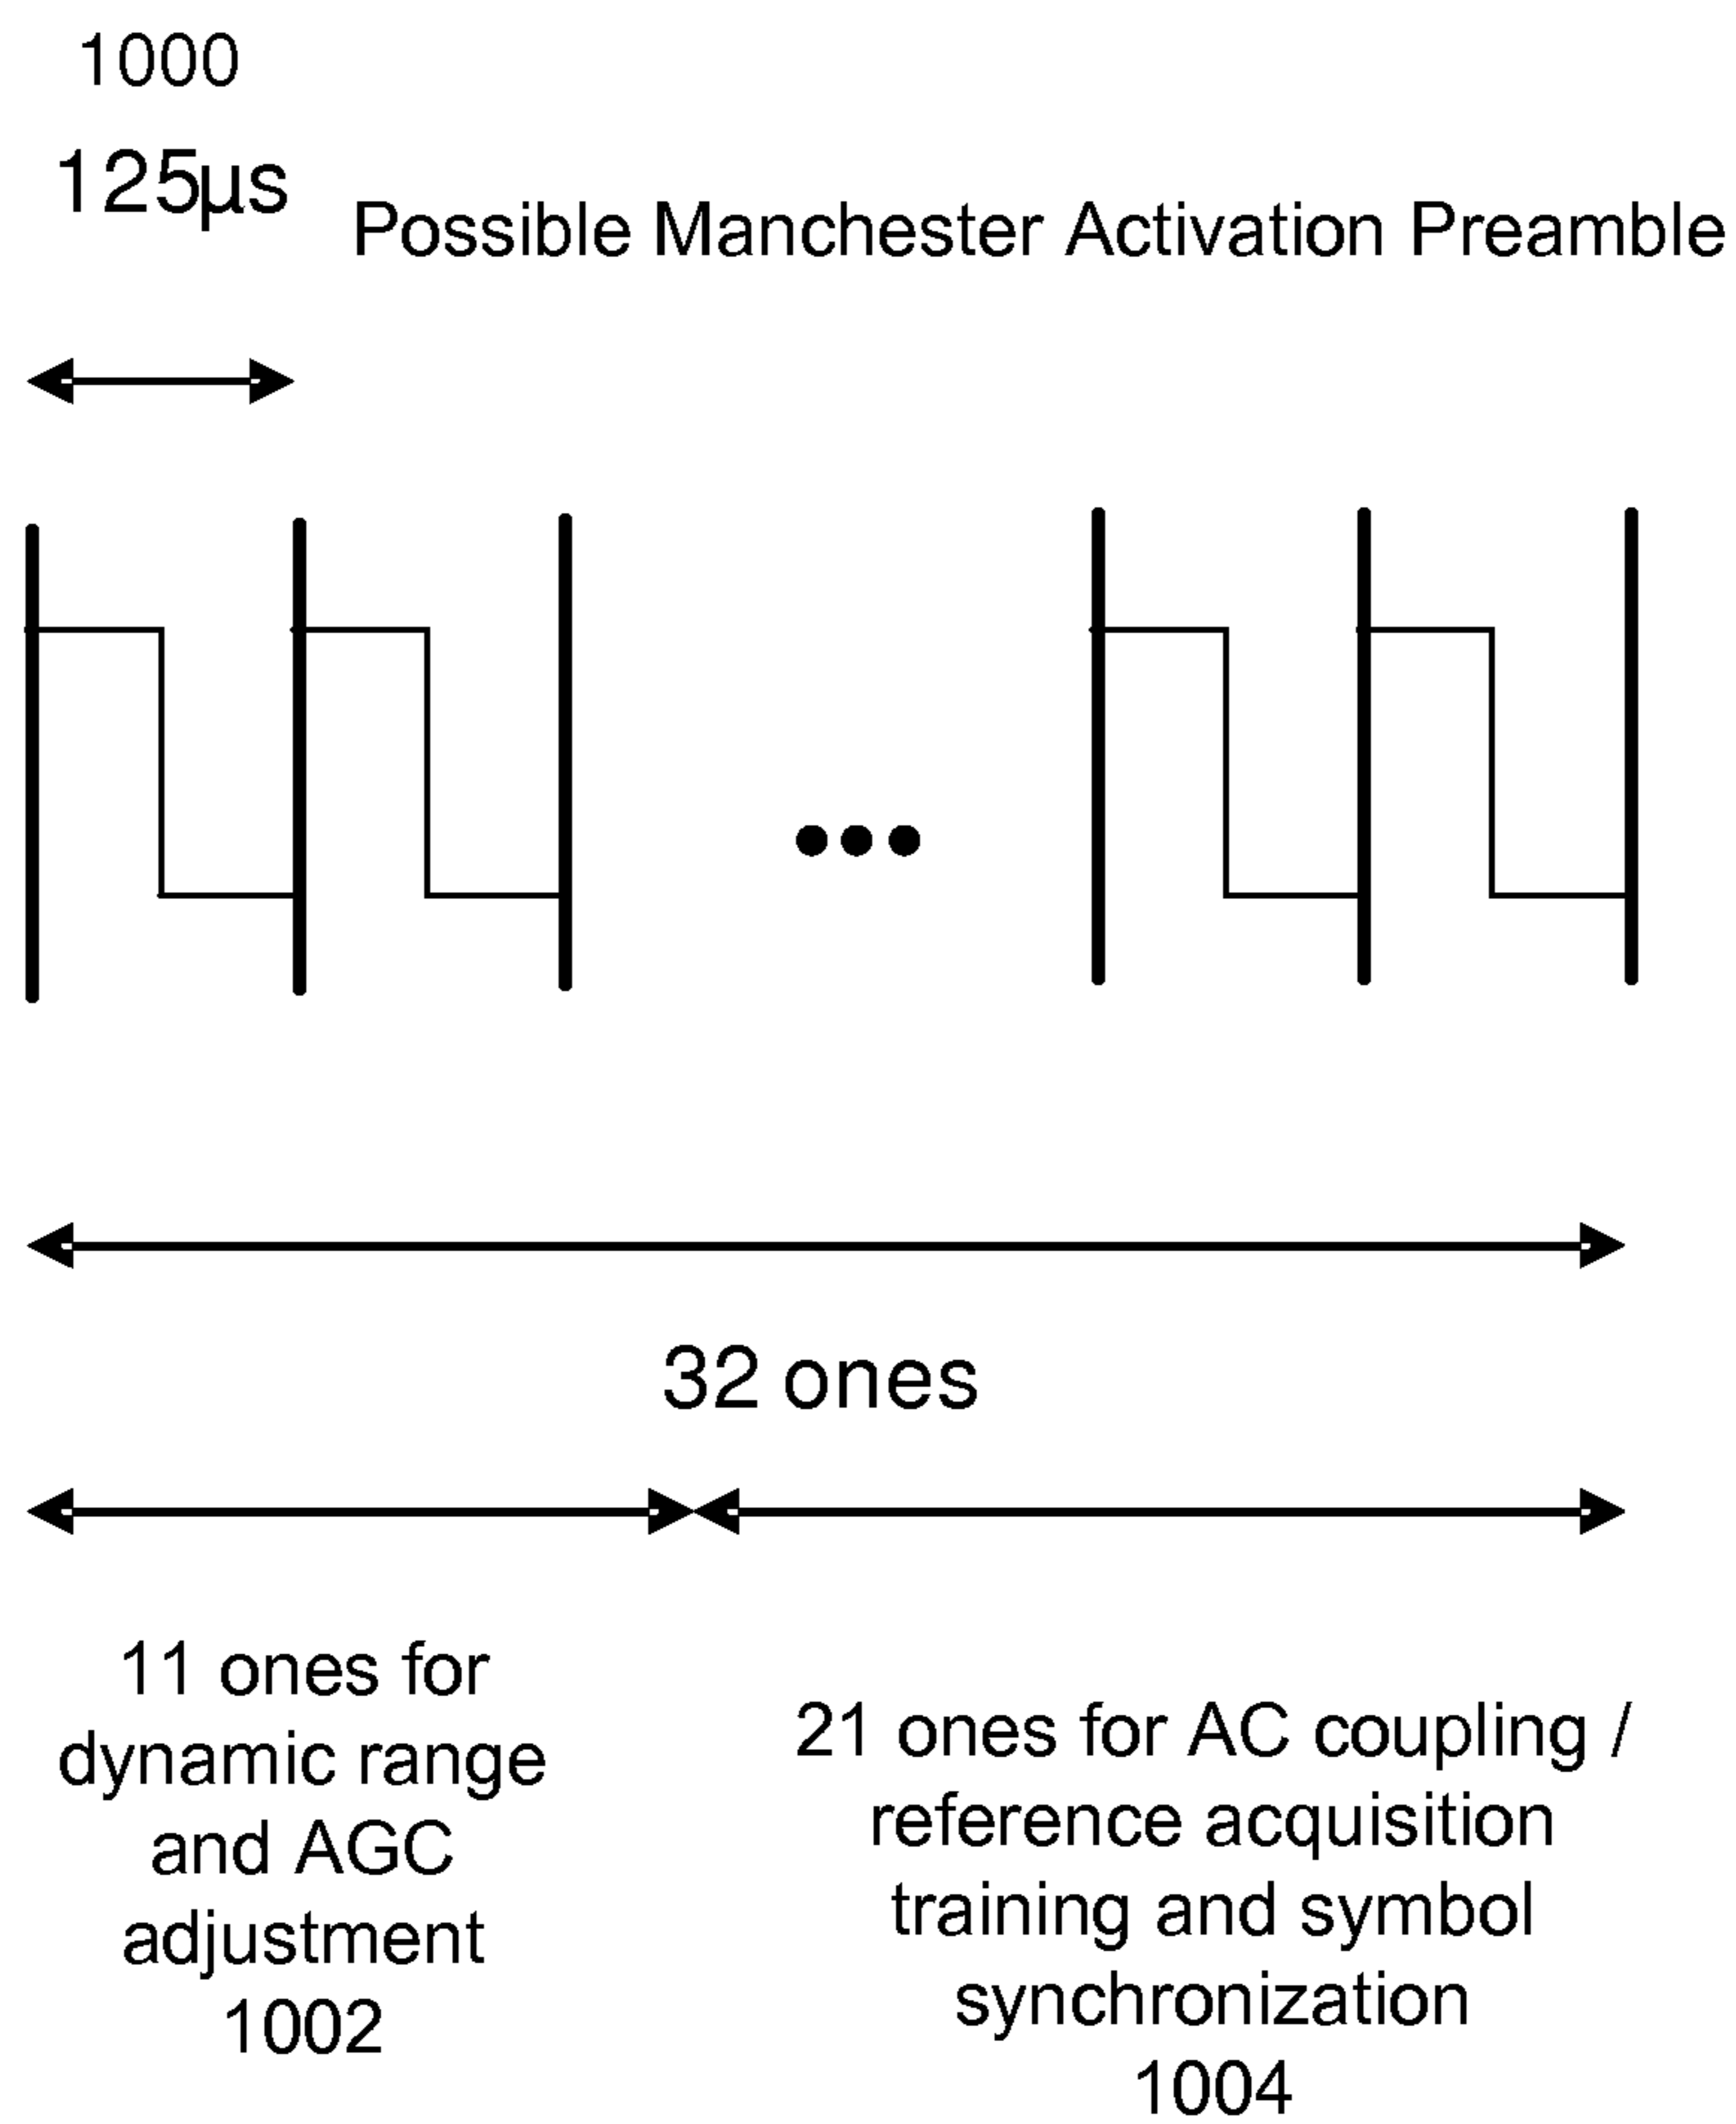 1000
125µs
Possible Manchester Activation Preamble
32 ones
11 ones for
dynamic range
and AGC
adjustment
1002
21 ones for AC coupling /
reference acquisition
training and symbol
synchronization
1004